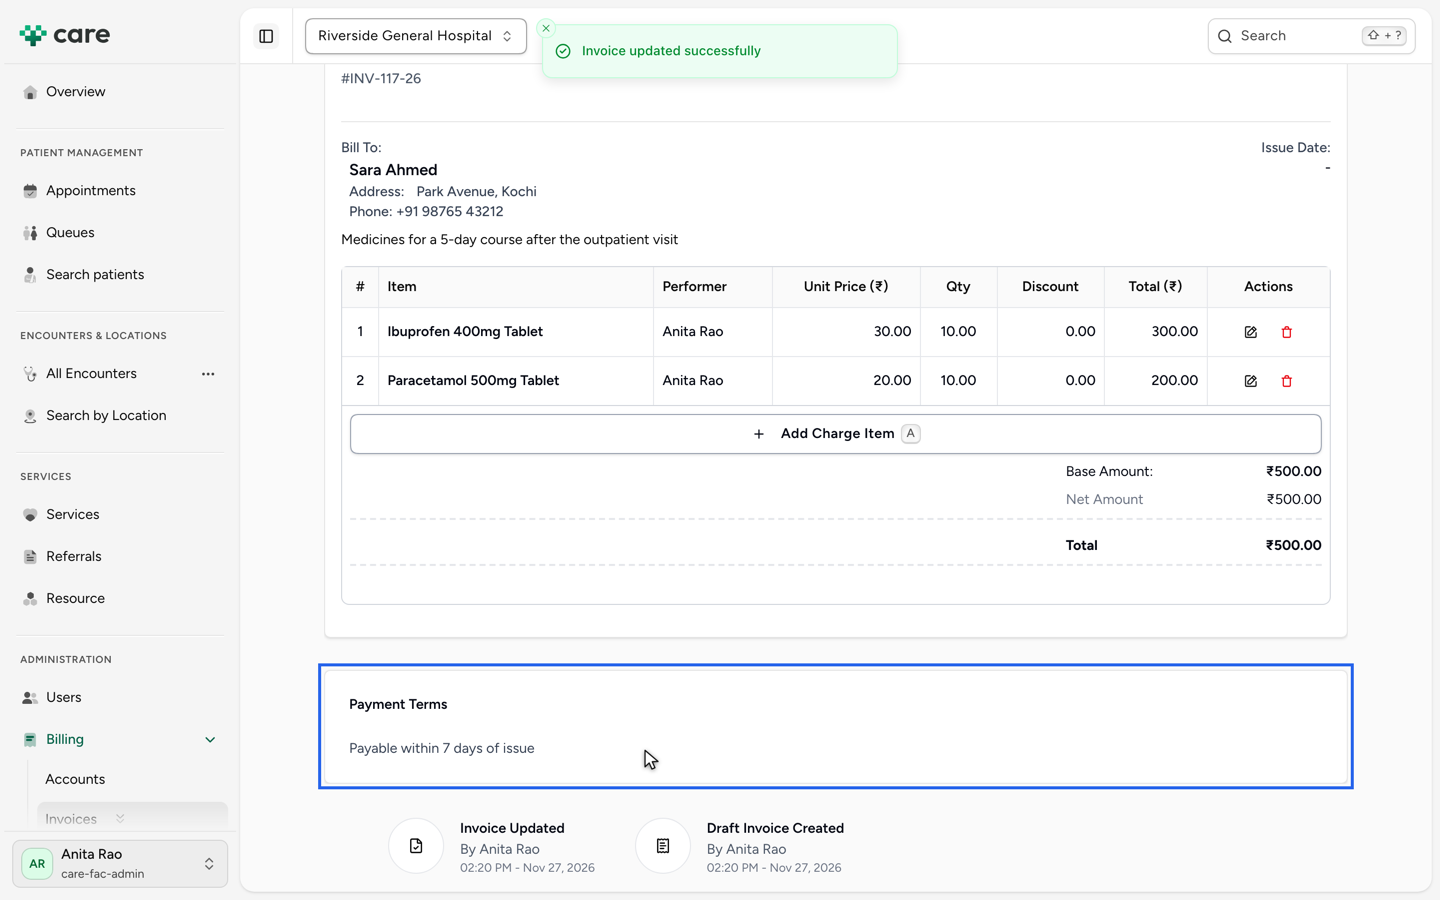 care
Riverside General Hospital
Invoice updated successfully
Search
+ ?
Overview
PATIENT MANAGEMENT
Appointments
Queues
Search patients
ENCOUNTERS & LOCATIONS
All Encounters
Search by Location
SERVICES
Services
Referrals
Resource
ADMINISTRATION
Users
Billing
Accounts
Invoices
AR
Anita Rao
care-fac-admin
#INV-117-26
Bill To:
Issue Date:
Sara Ahmed
-
Address: Park Avenue, Kochi
Phone: +91 98765 43212
Medicines for a 5-day course after the outpatient visit
# Item Performer Unit Price (₹) Qty Discount Total (₹) Actions
1 Ibuprofen 400mg Tablet Anita Rao 30.00 10.00 0.00 300.00
2 Paracetamol 500mg Tablet Anita Rao 20.00 10.00 0.00 200.00
+ Add Charge Item A
Base Amount: ₹500.00
Net Amount ₹500.00
Total ₹500.00
Payment Terms
Payable within 7 days of issue
Invoice Updated
By Anita Rao
02:20 PM - Nov 27, 2026
Draft Invoice Created
By Anita Rao
02:20 PM - Nov 27, 2026